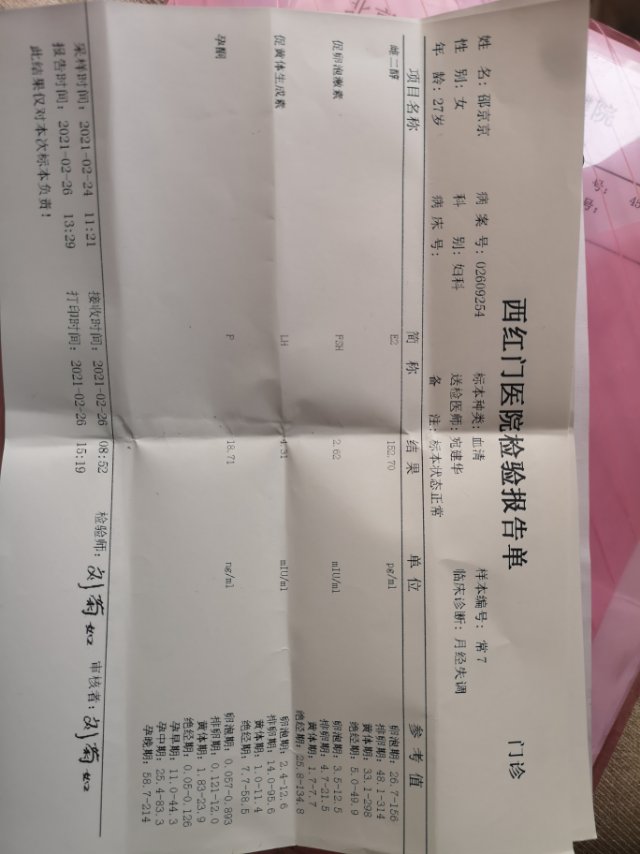 西红门医院检验报告单
门诊
姓 名：邵京京 病 案 号：02609254 标本种类：血清 样本编号：常7
性 别：女 科 别：妇科 送检医师：宛建华 临床诊断：月经失调
年 龄：27岁 病床号： 备 注：标本状态正常
项目名称 简 称 结 果 单 位 参 考 值
雌二醇 E2 152.70 pg/ml 卵泡期：26.7-156
排卵期：48.1-314
黄体期：33.1-298
绝经期：5.0-49.9
促卵泡激素 FSH 2.62 mIU/ml 卵泡期：3.5-12.5
排卵期：4.7-21.5
黄体期：1.7-7.7
绝经期：25.8-134.8
促黄体生成素 LH mIU/ml 卵泡期：2.4-12.6
排卵期：14.0-95.6
黄体期：1.0-11.4
绝经期：7.7-58.5
孕酮 P 18.71 ng/ml 卵泡期：0.057-0.893
排卵期：0.121-12.0
黄体期：1.83-23.9
绝经期：0.05-0.126
孕早期：11.0-44.3
孕中期：25.4-83.3
孕晚期：58.7-214
采样时间：2021-02-24 11:21 接收时间：2021-02-26 08:52 检验师：刘菊如 审核者：刘菊如
报告时间：2021-02-26 13:29 打印时间：2021-02-26 15:19
此结果仅对本次标本负责！
院
号：
号：